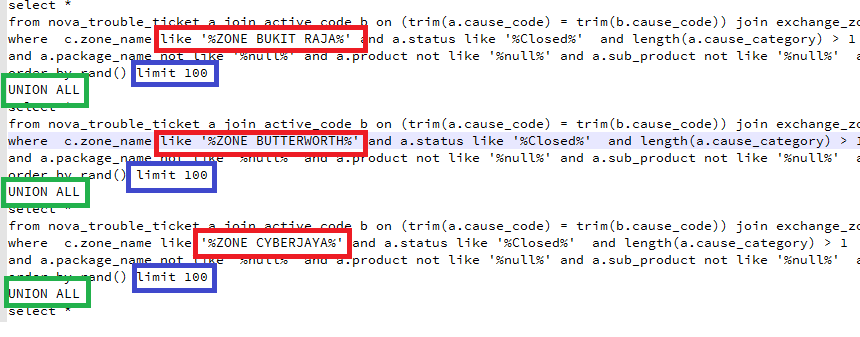 select *
from nova_trouble_ticket a join active_code b on (trim(a.cause_code) = trim(b.cause_code)) join exchange_zo
where  c.zone_name like '%ZONE BUKIT RAJA%' and a.status like '%Closed%'  and length(a.cause_category) > 1
and a.package_name not like '%null%' and a.product not like '%null%' and a.sub_product not like '%null%'  a
order by rand() limit 100
UNION ALL
select *
from nova_trouble_ticket a join active_code b on (trim(a.cause_code) = trim(b.cause_code)) join exchange_zo
where  c.zone_name like '%ZONE BUTTERWORTH%' and a.status like '%Closed%'  and length(a.cause_category) > 1
and a.package_name not like '%null%' and a.product not like '%null%' and a.sub_product not like '%null%'  a
order by rand() limit 100
UNION ALL
select *
from nova_trouble_ticket a join active_code b on (trim(a.cause_code) = trim(b.cause_code)) join exchange_zo
where  c.zone_name like '%ZONE CYBERJAYA%' and a.status like '%Closed%'  and length(a.cause_category) > 1
and a.package_name not like '%null%' and a.product not like '%null%' and a.sub_product not like '%null%'  a
order by rand() limit 100
UNION ALL
select *